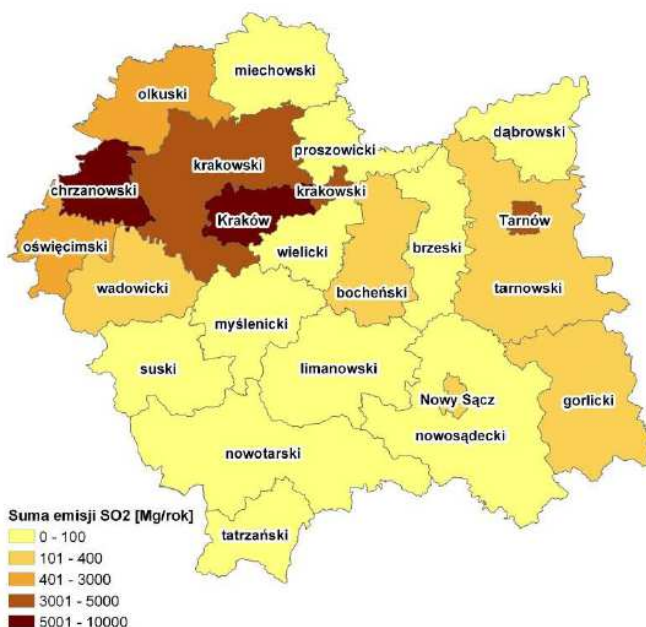 miechowski
olkuski
dąbrowski
proszowicki
krakowski
chrzanowski
krakowski
Kraków
Tarnów
oświęcimski
wielicki
brzeski
wadowicki
bocheński
tarnowski
myślenicki
suski
limanowski
Nowy Sącz
gorlicki
nowosądecki
nowotarski
tatrzański
Suma emisji SO2 [Mg/rok]
0 - 100
101 - 400
401 - 3000
3001 - 5000
5001 - 10000